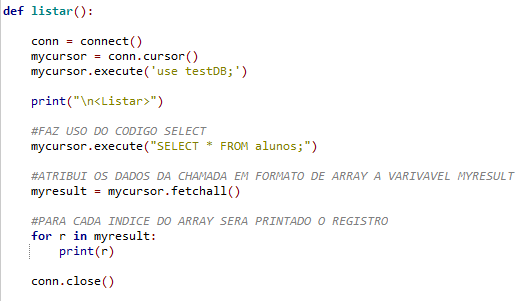 def listar():
conn = connect()
mycursor = conn.cursor()
mycursor.execute('use testDB;')
print("\n<Listar>")
#FAZ USO DO CODIGO SELECT
mycursor.execute("SELECT * FROM alunos;")
#ATRIBUI OS DADOS DA CHAMADA EM FORMATO DE ARRAY A VARIVAVEL MYRESULT
myresult = mycursor.fetchall()
#PARA CADA INDICE DO ARRAY SERA PRINTADO O REGISTRO
for r in myresult:
print(r)
conn.close()